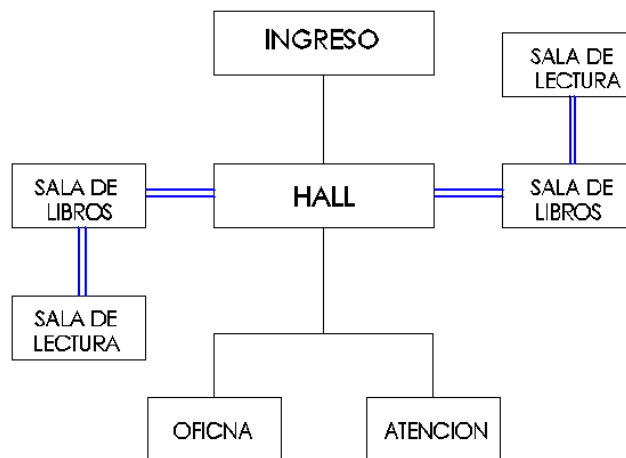 INGRESO
SALA DE
LECTURA
SALA DE
LIBROS
HALL
SALA DE
LIBROS
SALA DE
LECTURA
OFICNA
ATENCION